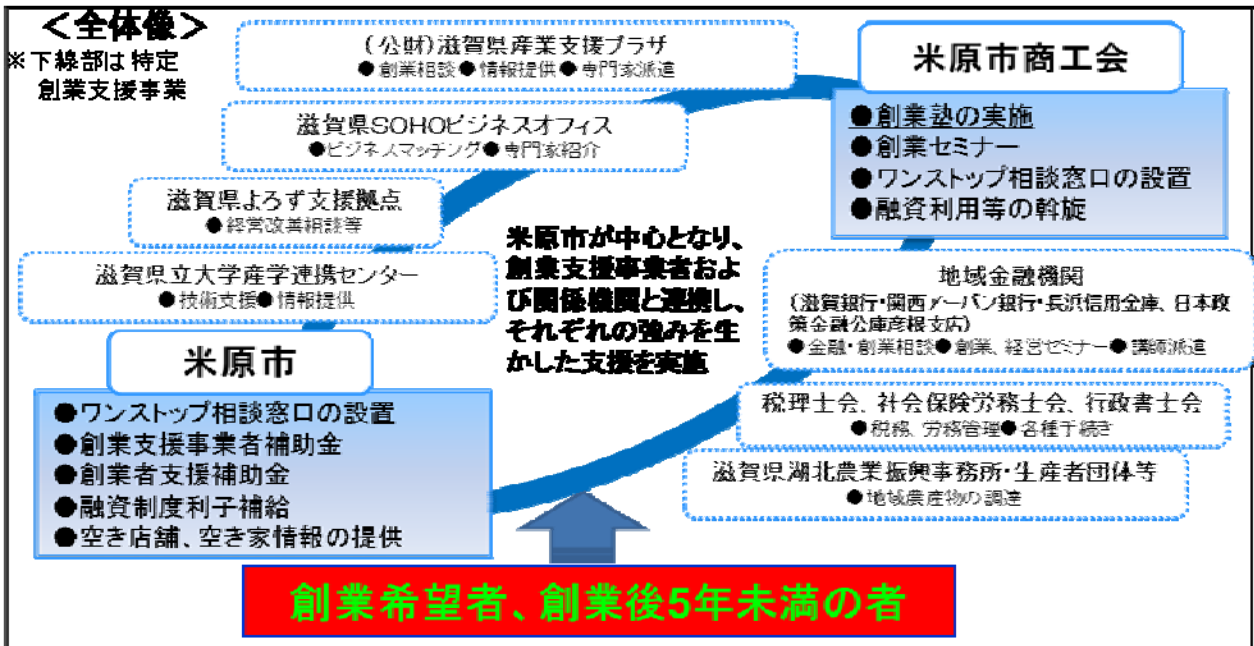 ＜全体像＞
※下線部は特定
創業支援事業
(公財)滋賀県産業支援プラザ
●創業相談●情報提供●専門家派遣
滋賀県SOHOビジネスオフィス
●ビジネスマッチング●専門家紹介
滋賀県よろず支援拠点
●経営改善相談等
滋賀県立大学産学連携センター
●技術支援●情報提供
米原市
●ワンストップ相談窓口の設置
●創業支援事業者補助金
●創業者支援補助金
●融資制度利子補給
●空き店舗、空き家情報の提供
米原市が中心となり、
創業支援事業者およ
び関係機関と連携し、
それぞれの強みを生
かした支援を実施
米原市商工会
●創業塾の実施
●創業セミナー
●ワンストップ相談窓口の設置
●融資利用等の斡旋
地域金融機関
(滋賀銀行・関西アーバン銀行・長浜信用金庫、日本政
策金融公庫彦根支店)
●金融・創業相談●創業、経営セミナー●講師派遣
税理士会、社会保険労務士会、行政書士会
●税務、労務管理●各種手続き
滋賀県湖北農業振興事務所・生産者団体等
●地域農産物の調達
創業希望者、創業後5年未満の者